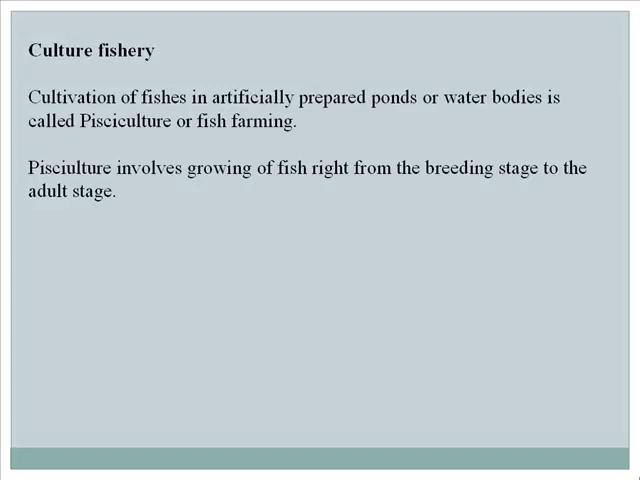 Culture fishery
Cultivation of fishes in artificially prepared ponds or water bodies is
called Pisciculture or fish farming.
Pisciulture involves growing of fish right from the breeding stage to the
adult stage.